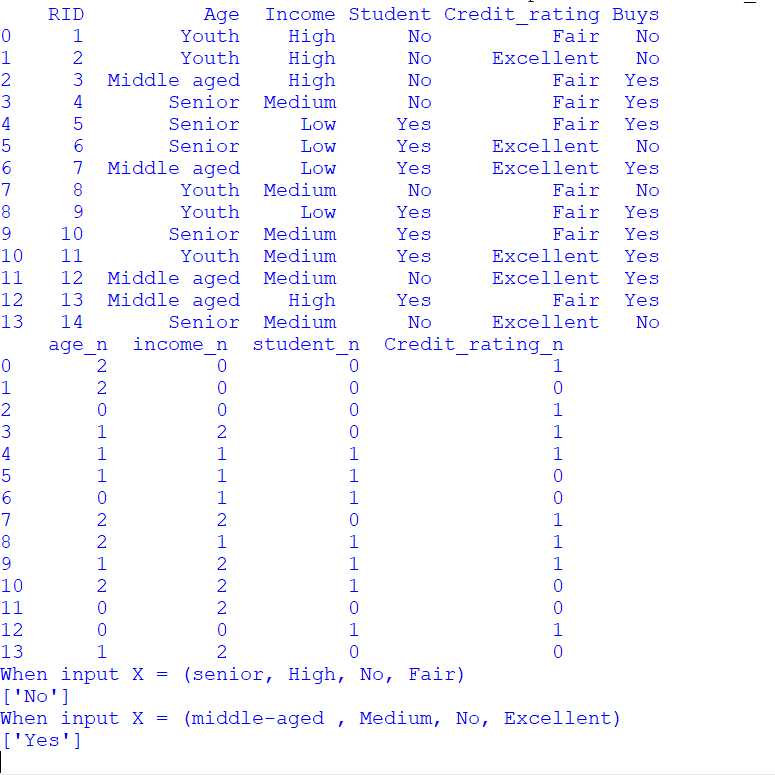 RID Age Income Student Credit_rating Buys
0 1 Youth High No Fair No
1 2 Youth High No Excellent No
2 3 Middle aged High No Fair Yes
3 4 Senior Medium No Fair Yes
4 5 Senior Low Yes Fair Yes
5 6 Senior Low Yes Excellent No
6 7 Middle aged Low Yes Excellent Yes
7 8 Youth Medium No Fair No
8 9 Youth Low Yes Fair Yes
9 10 Senior Medium Yes Fair Yes
10 11 Youth Medium Yes Excellent Yes
11 12 Middle aged Medium No Excellent Yes
12 13 Middle aged High Yes Fair Yes
13 14 Senior Medium No Excellent No
age_n income_n student_n Credit_rating_n
0 2 0 0 1
1 2 0 0 0
2 0 0 0 1
3 1 2 0 1
4 1 1 1 1
5 1 1 1 0
6 0 1 1 0
7 2 2 0 1
8 2 1 1 1
9 1 2 1 1
10 2 2 1 0
11 0 2 0 0
12 0 0 1 1
13 1 2 0 0
When input X = (senior, High, No, Fair)
['No']
When input X = (middle-aged , Medium, No, Excellent)
['Yes']